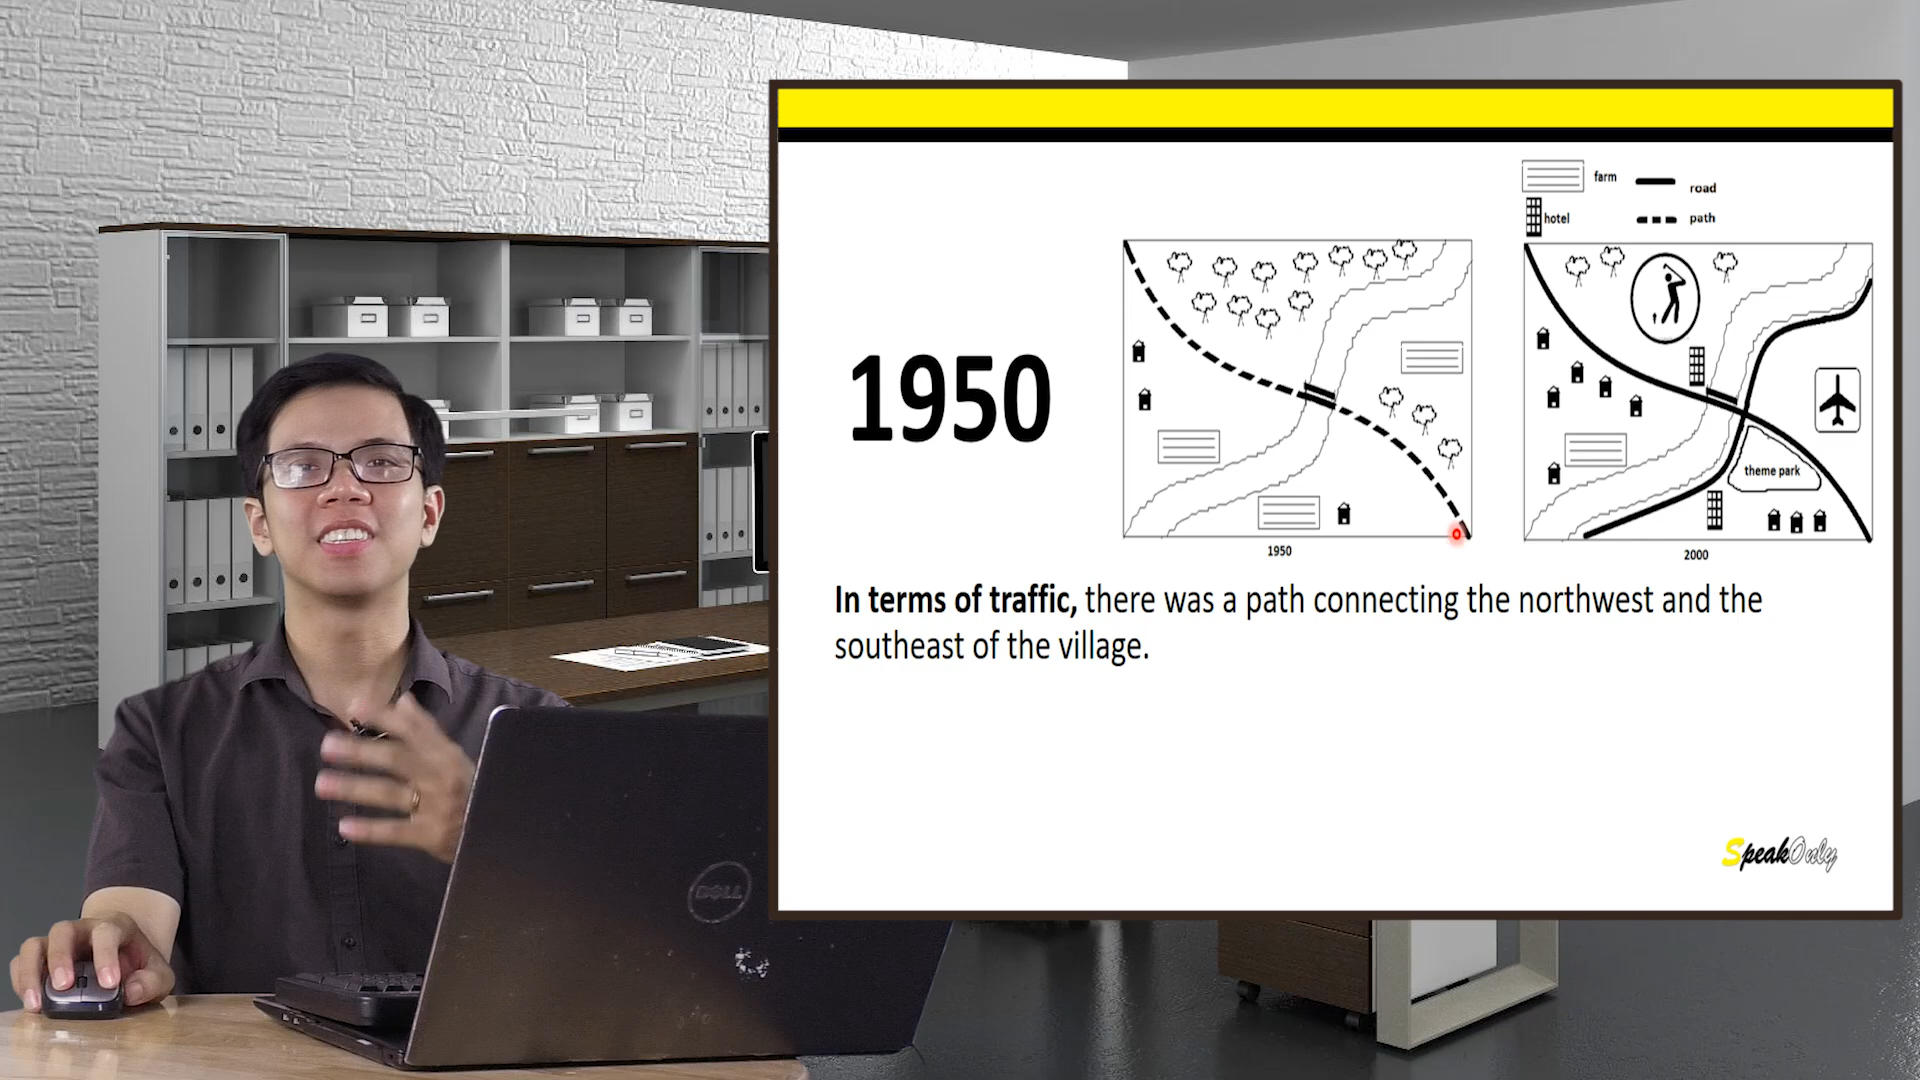 farm
road
hotel
path
1950
theme park
1950
2000
In terms of traffic, there was a path connecting the northwest and the
southeast of the village.
SpeakOnly
DELL